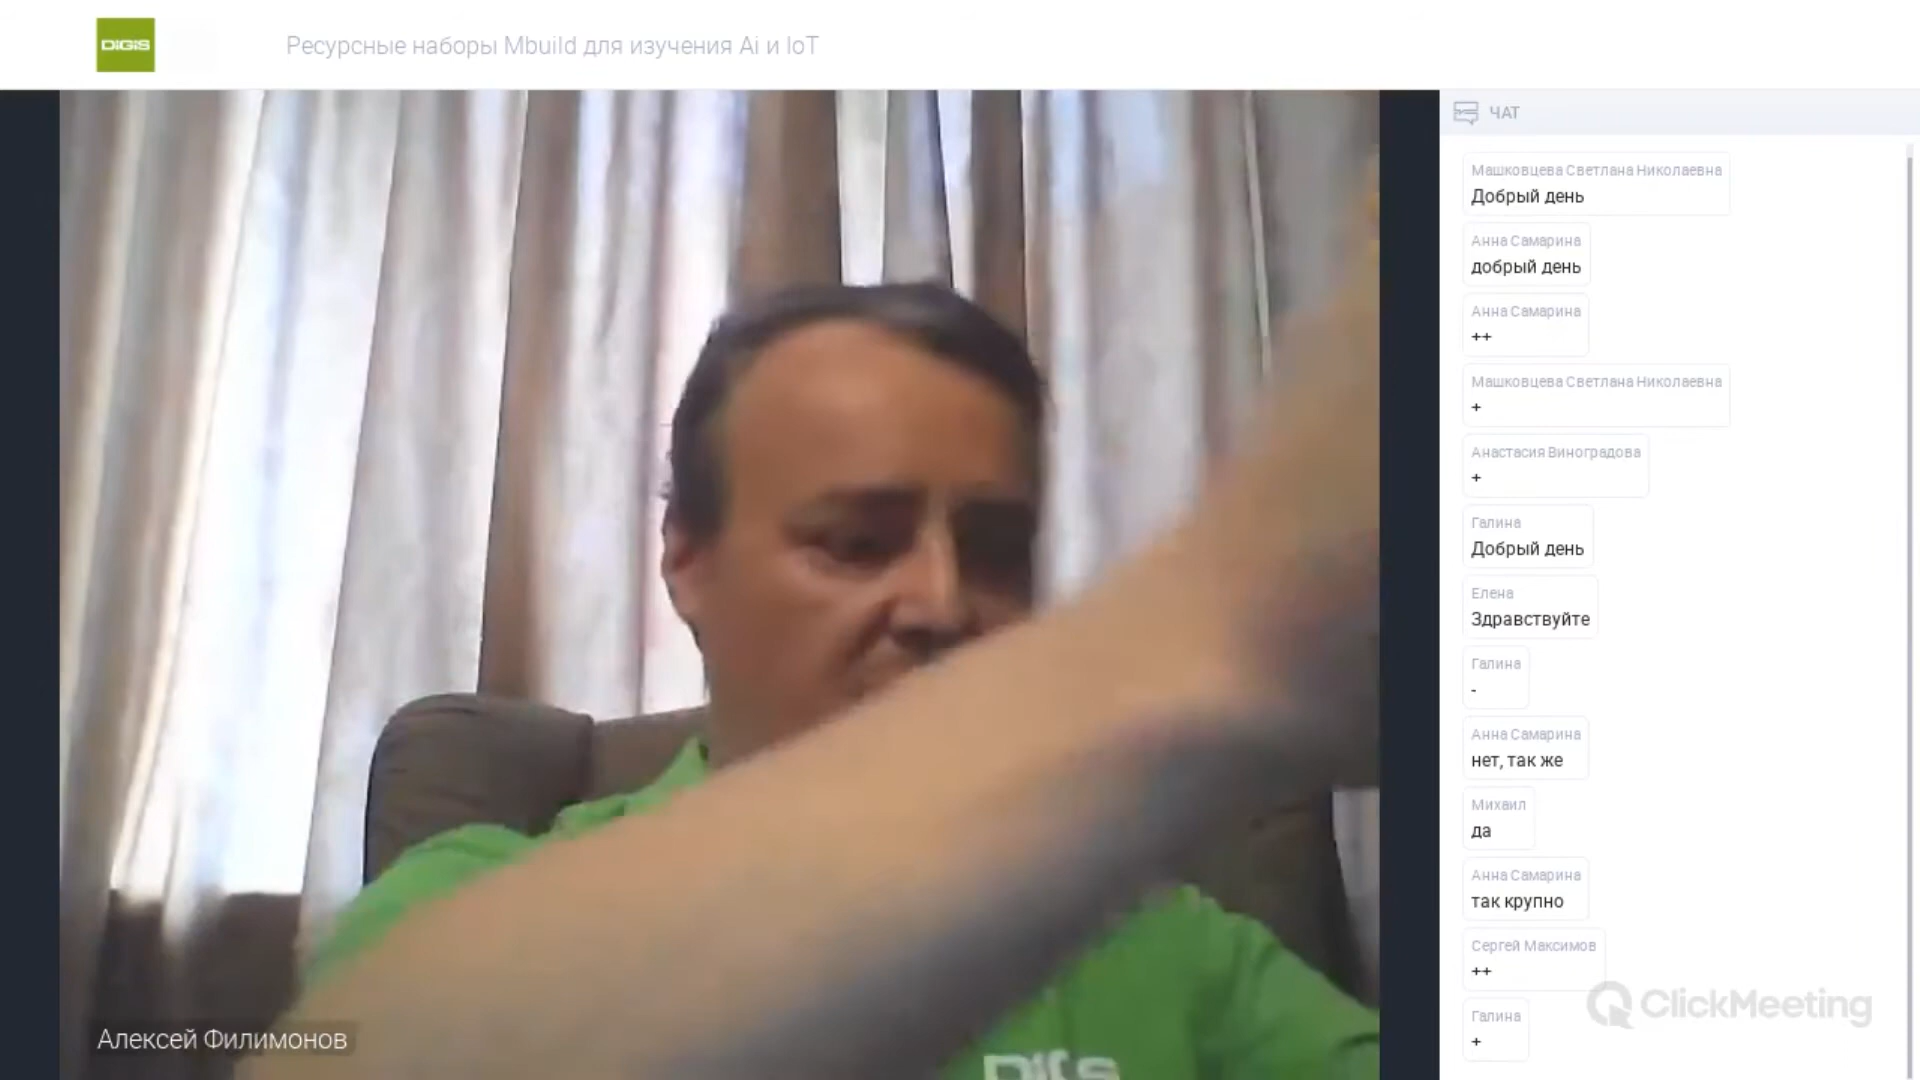 DIGIS
Ресурсные наборы Mbuild для изучения Ai и IoT
ЧАТ
Машковцева Светлана Николаевна
Добрый день
Анна Самарина
добрый день
Анна Самарина
++
Машковцева Светлана Николаевна
+
Анастасия Виноградова
+
Галина
Добрый день
Елена
Здравствуйте
Галина
-
Анна Самарина
нет, так же
Михаил
да
Анна Самарина
так крупно
Сергей Максимов
++
Галина
+
ClickMeeting
Алексей Филимонов